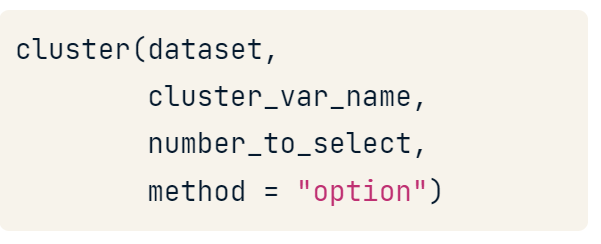 cluster(dataset,
        cluster_var_name,
        number_to_select,
        method = "option")